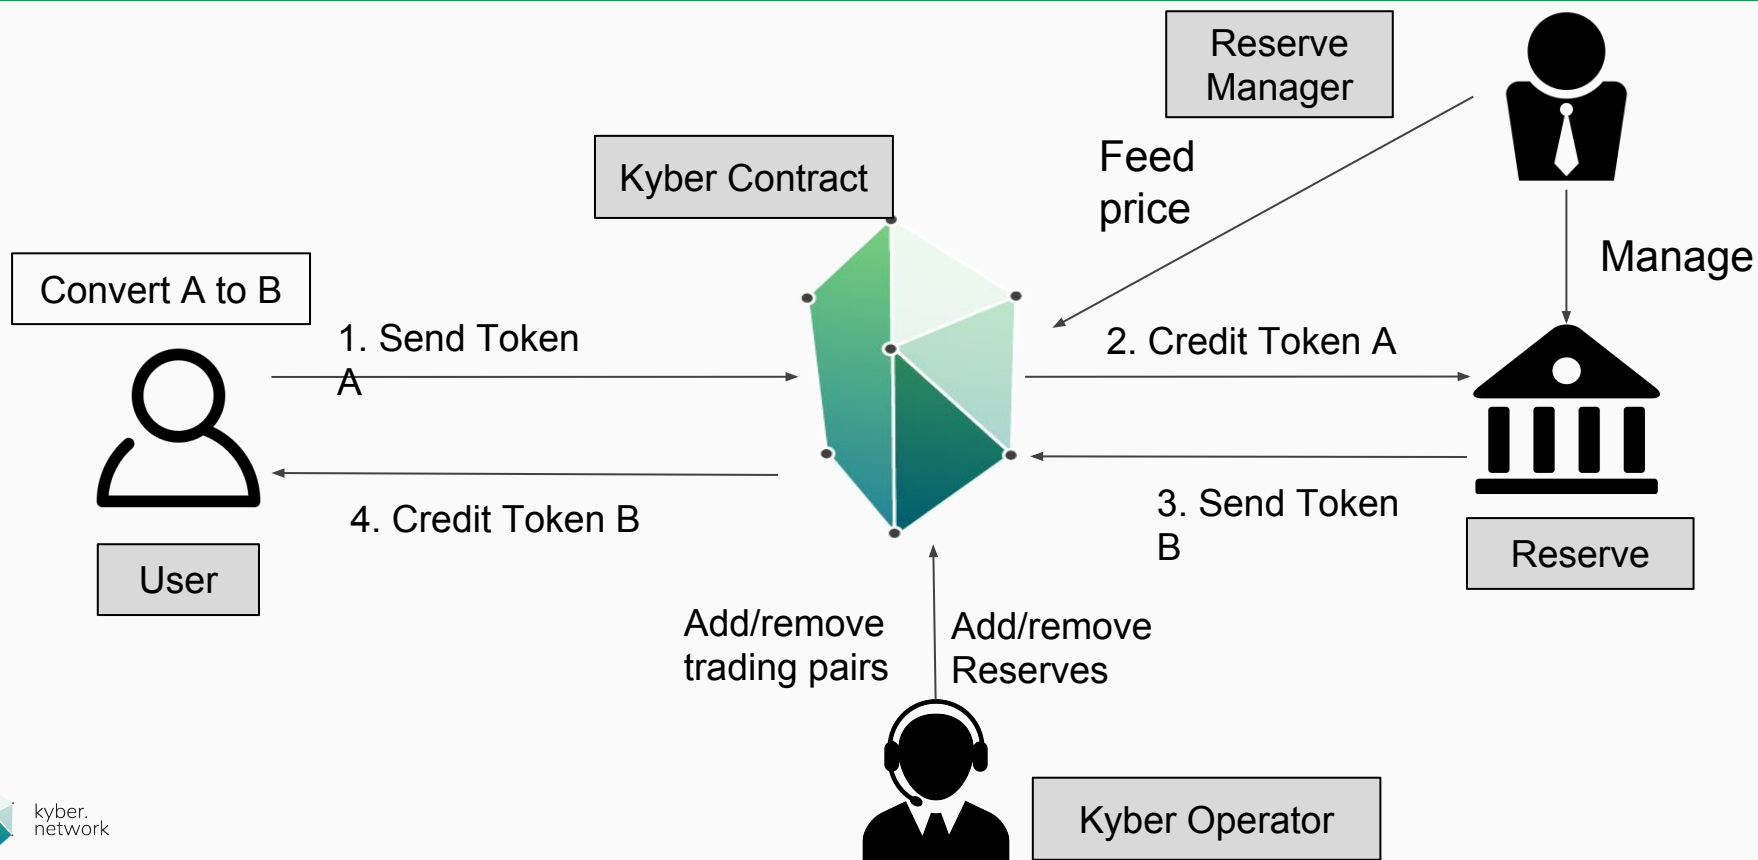 Reserve
Manager
Kyber Contract
Feed
price
Manage
Convert A to B
1. Send Token
A
2. Credit Token A
4. Credit Token B
3. Send Token
B
User
Reserve
Add/remove
trading pairs
Add/remove
Reserves
Kyber Operator
kyber.
network